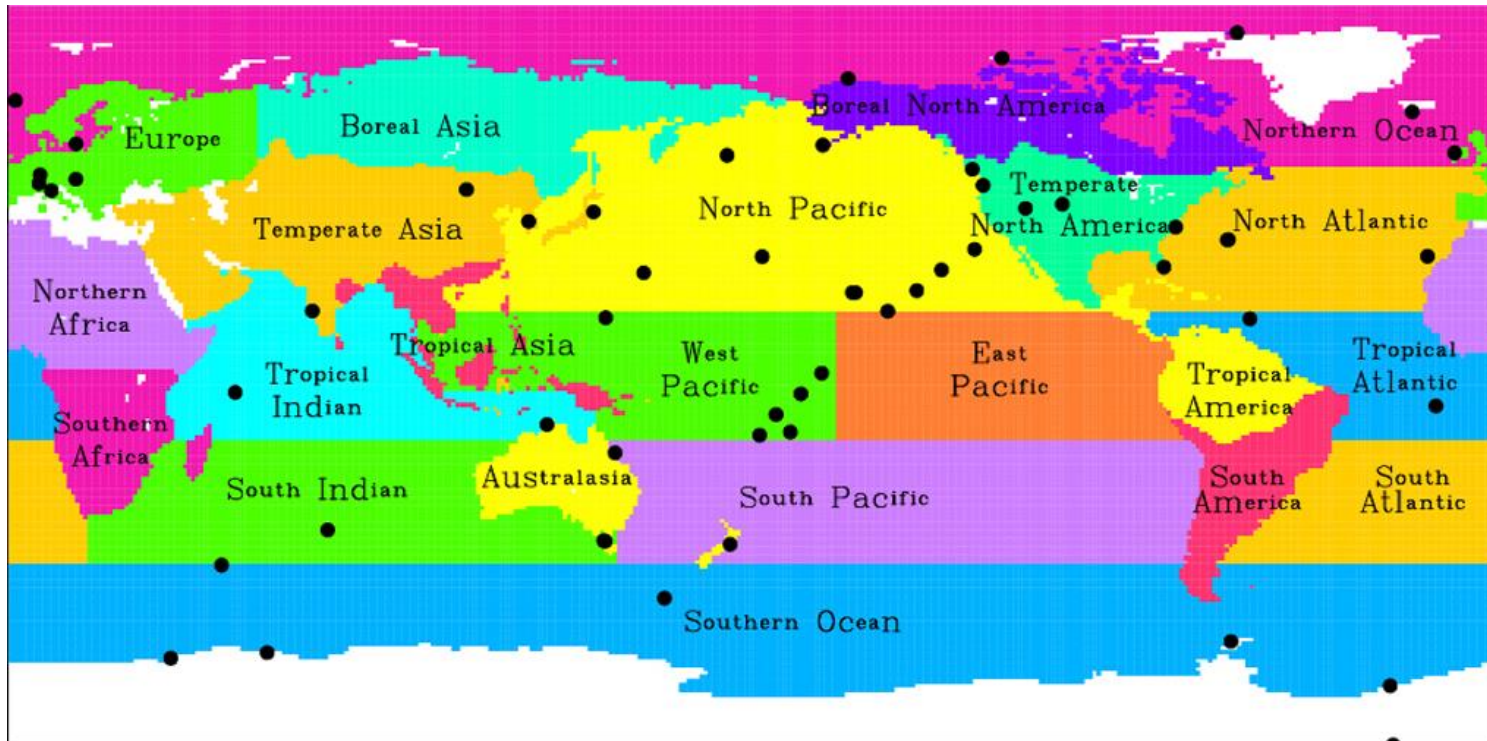 Boreal North America
Europe
Boreal Asia
Northern Ocean
Temperate
North America
Temperate Asia
North Pacific
North Atlantic
Northern
Africa
Tropical Asia
West
Pacific
East
Pacific
Tropical
Atlantic
Tropical
Indian
Tropical
America
Southern
Africa
South Indian
Australasia
South Pacific
South
America
South
Atlantic
Southern Ocean